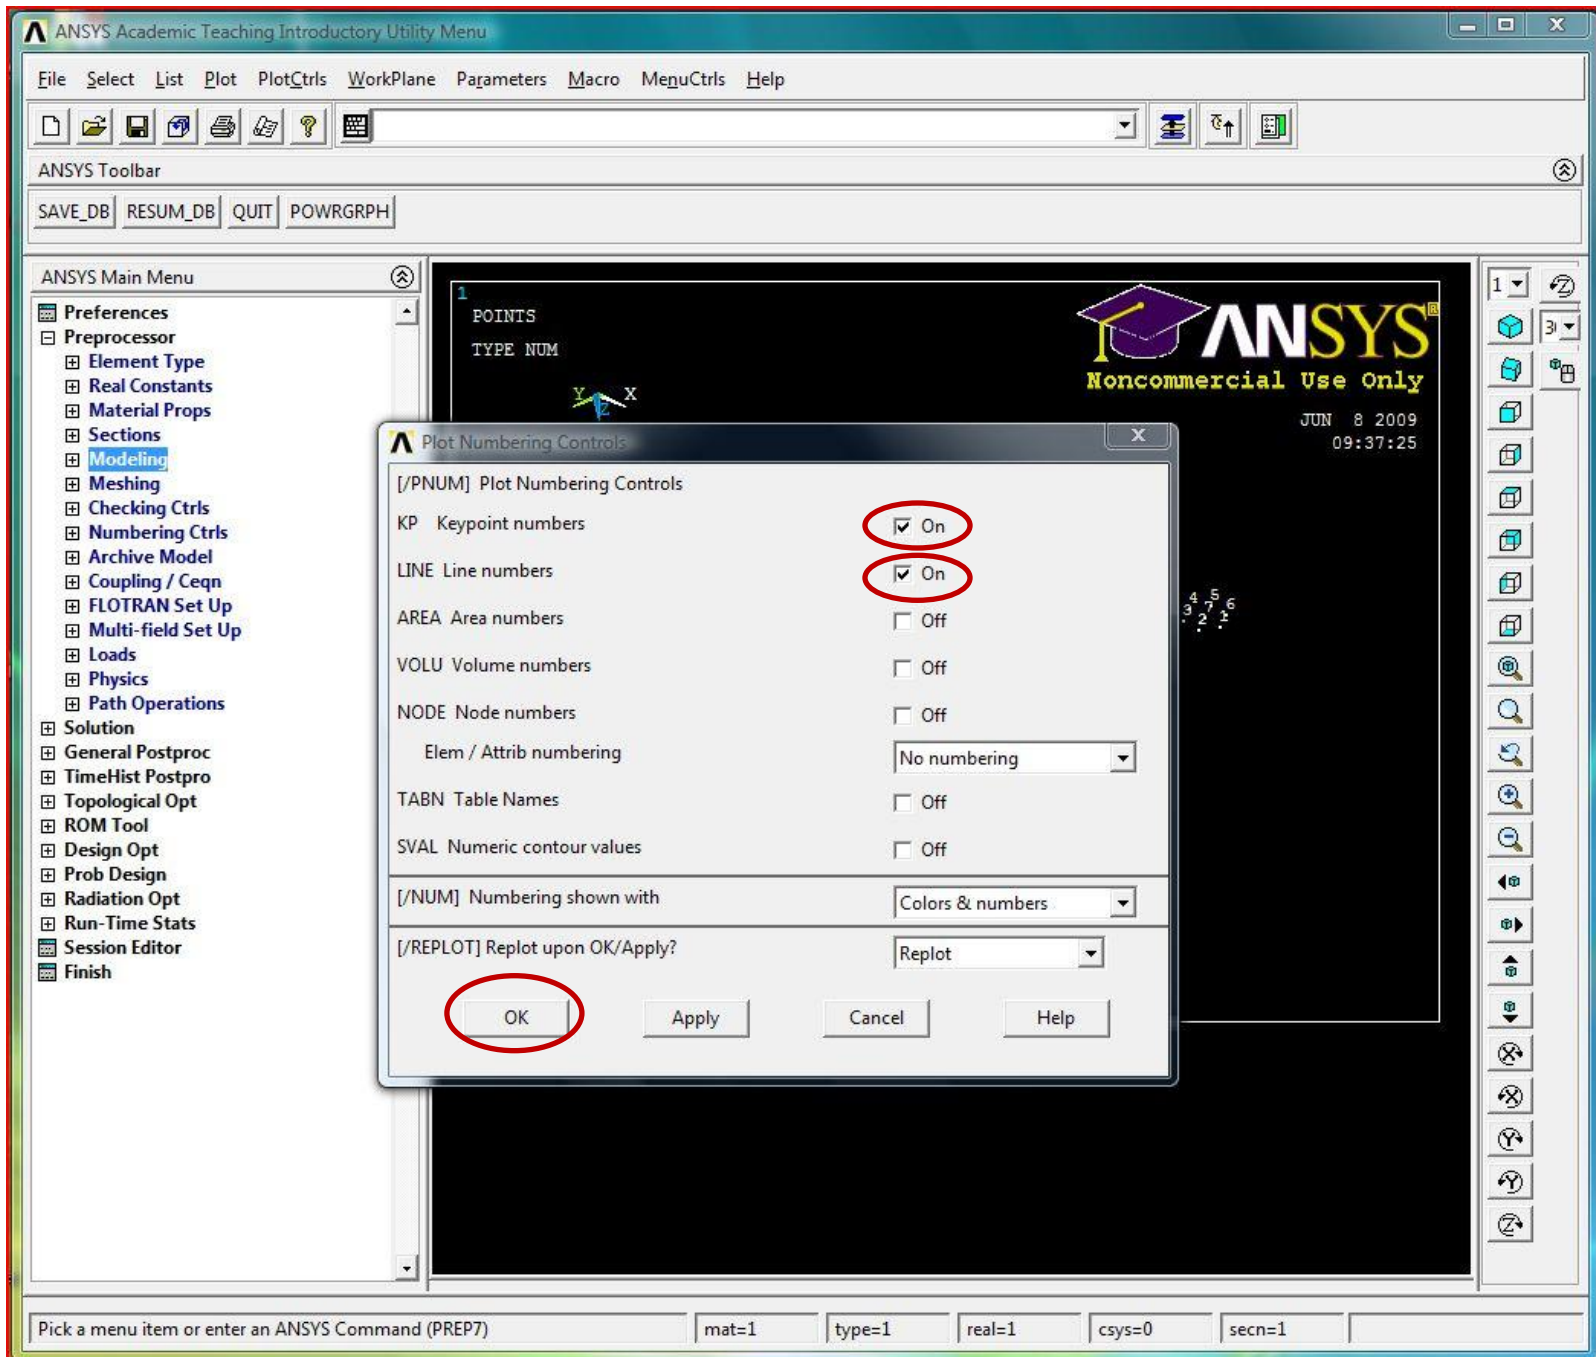 ANSYS Academic Teaching Introductory Utility Menu
File Select List Plot PlotCtrls WorkPlane Parameters Macro MenuCtrls Help
ANSYS Toolbar
SAVE_DB RESUM_DB QUIT POWRGRPH
ANSYS Main Menu
Preferences
Preprocessor
Element Type
Real Constants
Material Props
Sections
Modeling
Meshing
Checking Ctrls
Numbering Ctrls
Archive Model
Coupling / Ceqn
FLOTRAN Set Up
Multi-field Set Up
Loads
Physics
Path Operations
Solution
General Postproc
TimeHist Postpro
Topological Opt
ROM Tool
Design Opt
Prob Design
Radiation Opt
Run-Time Stats
Session Editor
Finish
1
POINTS
TYPE NUM
Y X
Z
ANSYS
Noncommercial Use Only
JUN 8 2009
09:37:25
4 5 6
3 7
2 1
Plot Numbering Controls
[/PNUM] Plot Numbering Controls
KP Keypoint numbers On
LINE Line numbers On
AREA Area numbers Off
VOLU Volume numbers Off
NODE Node numbers Off
Elem / Attrib numbering No numbering
TABN Table Names Off
SVAL Numeric contour values Off
[/NUM] Numbering shown with Colors & numbers
[/REPLOT] Replot upon OK/Apply? Replot
OK Apply Cancel Help
1
Z
X
X
Y
Y
Z
Pick a menu item or enter an ANSYS Command (PREP7) mat=1 type=1 real=1 csys=0 secn=1